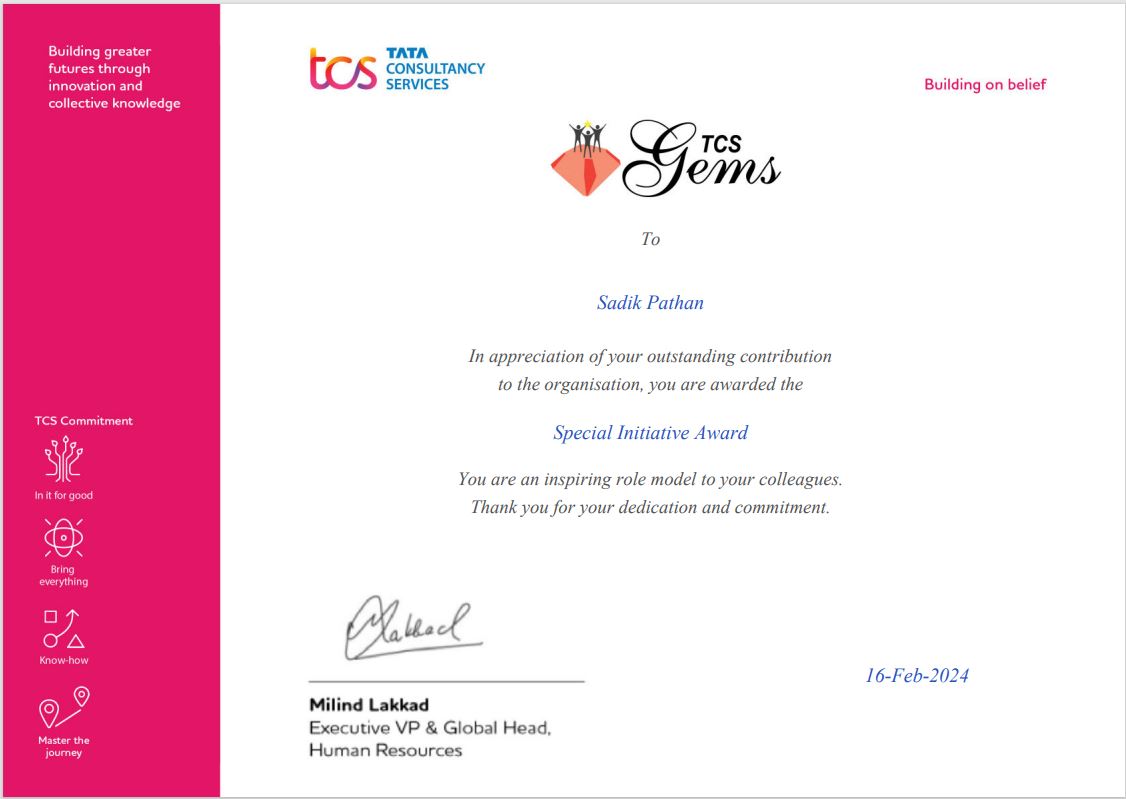 Building greater
futures through
innovation and
collective knowledge
tcs
TATA
CONSULTANCY
SERVICES
Building on belief
TCS
Gems
To
Sadik Pathan
In appreciation of your outstanding contribution
to the organisation, you are awarded the
Special Initiative Award
You are an inspiring role model to your colleagues.
Thank you for your dedication and commitment.
TCS Commitment
In it for good
Bring
everything
Know-how
Master the
journey
Lakkad
Milind Lakkad
Executive VP & Global Head,
Human Resources
16-Feb-2024